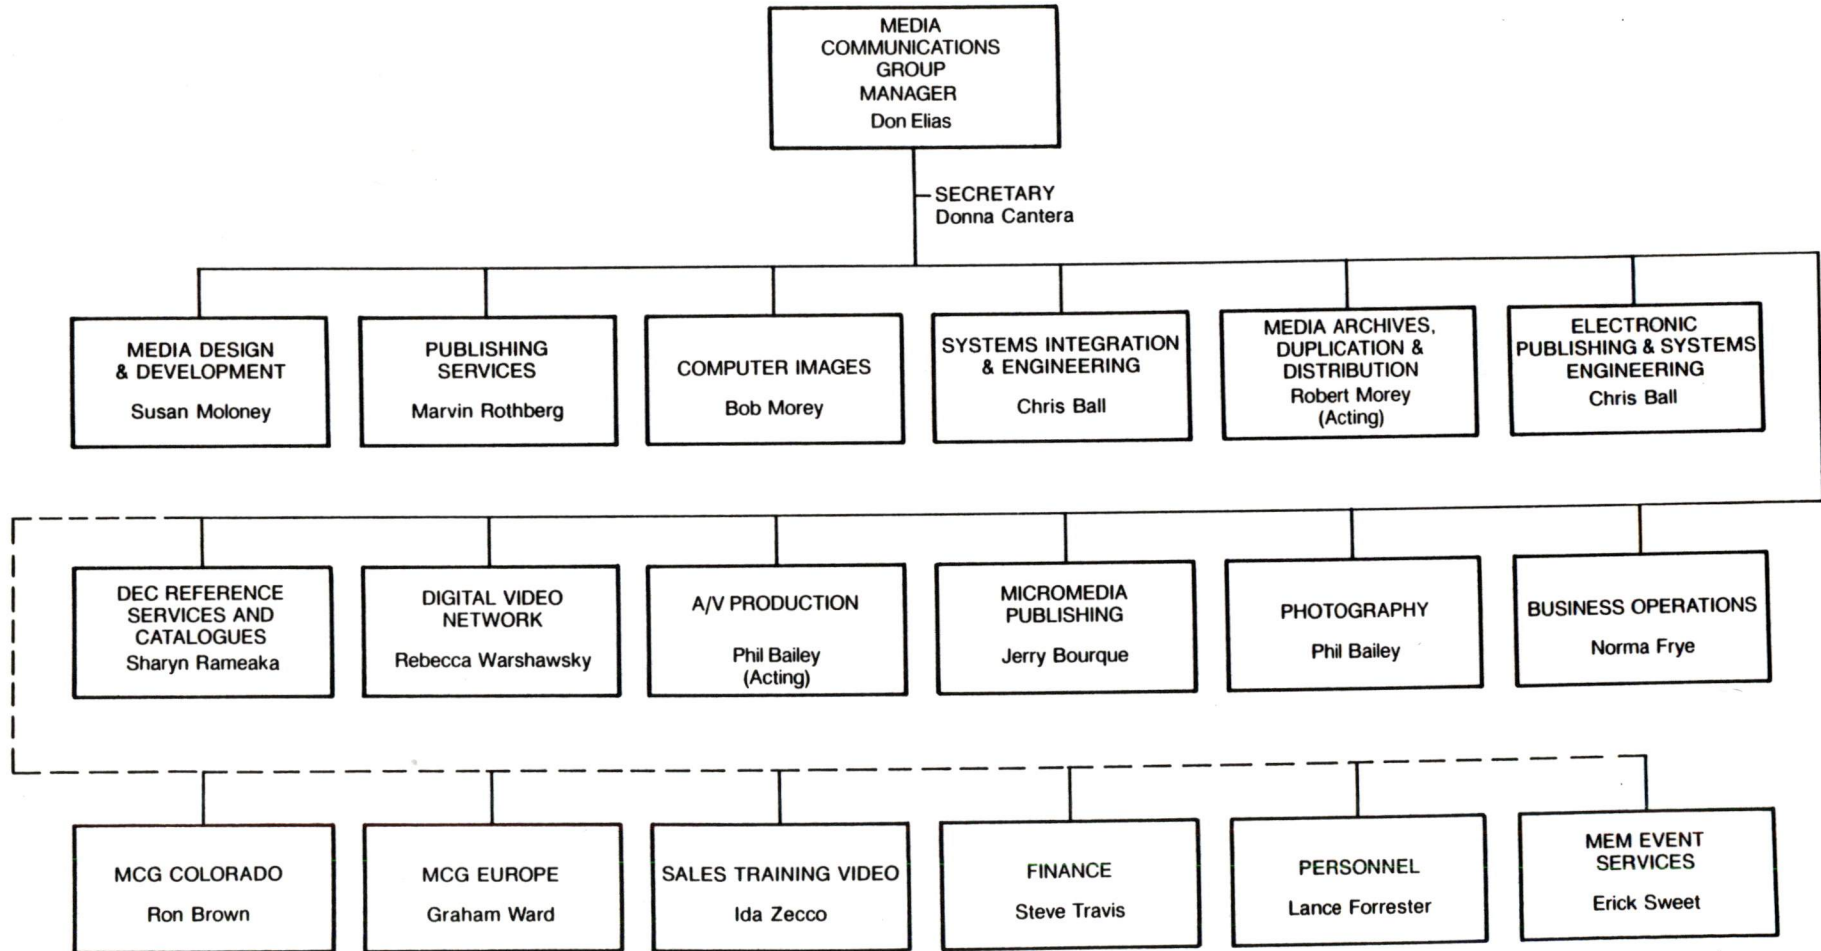 MEDIA
COMMUNICATIONS
GROUP
MANAGER
Don Elias
SECRETARY
Donna Cantera
MEDIA DESIGN
& DEVELOPMENT
Susan Moloney
PUBLISHING
SERVICES
Marvin Rothberg
COMPUTER IMAGES
Bob Morey
SYSTEMS INTEGRATION
& ENGINEERING
Chris Ball
MEDIA ARCHIVES,
DUPLICATION &
DISTRIBUTION
Robert Morey
(Acting)
ELECTRONIC
PUBLISHING & SYSTEMS
ENGINEERING
Chris Ball
DEC REFERENCE
SERVICES AND
CATALOGUES
Sharyn Rameaka
DIGITAL VIDEO
NETWORK
Rebecca Warshawsky
A/V PRODUCTION
Phil Bailey
(Acting)
MICROMEDIA
PUBLISHING
Jerry Bourque
PHOTOGRAPHY
Phil Bailey
BUSINESS OPERATIONS
Norma Frye
MCG COLORADO
Ron Brown
MCG EUROPE
Graham Ward
SALES TRAINING VIDEO
Ida Zecco
FINANCE
Steve Travis
PERSONNEL
Lance Forrester
MEM EVENT
SERVICES
Erick Sweet